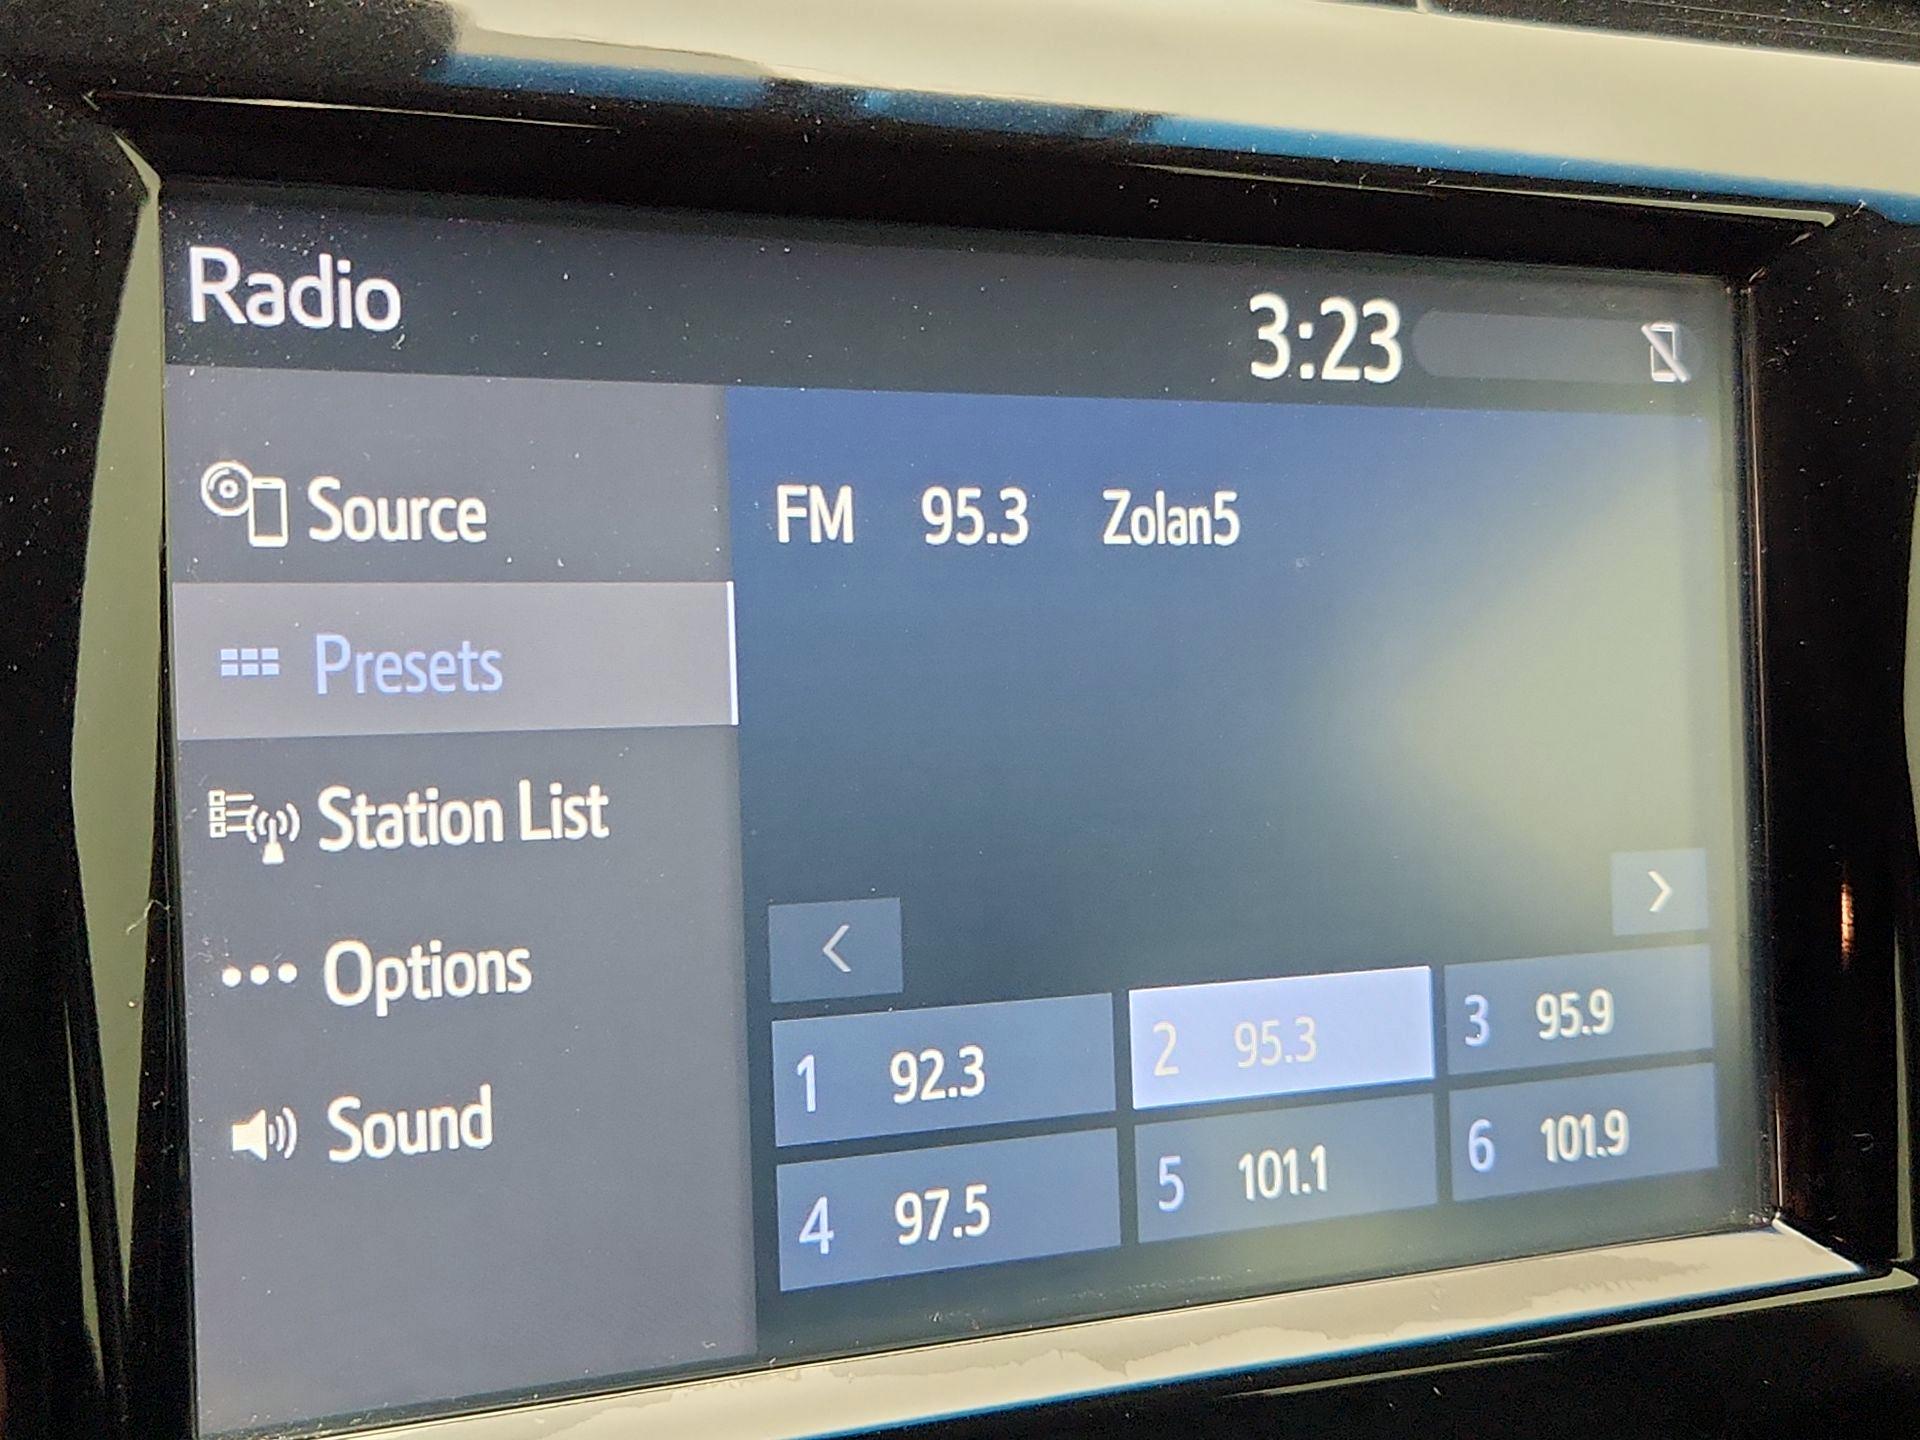 Radio
3:23
Source
Presets
Station List
Options
Sound
FM 95.3 Zolan5
<
>
1 92.3
2 95.3
3 95.9
4 97.5
5 101.1
6 101.9